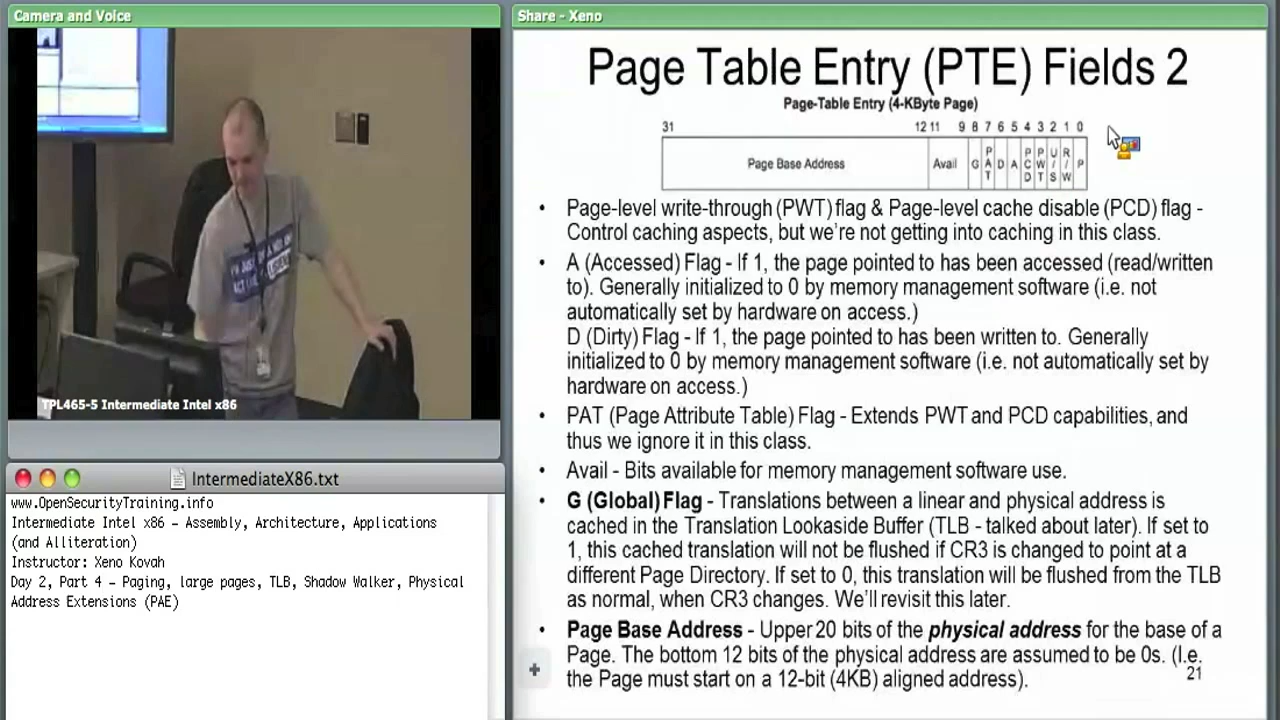 Camera and Voice
TPL465-5 Intermediate Intel x86
IntermediateX86.txt
www.OpenSecurityTraining.info
Intermediate Intel x86 – Assembly, Architecture, Applications
(and Alliteration)
Instructor: Xeno Kovah
Day 2, Part 4 – Paging, large pages, TLB, Shadow Walker, Physical
Address Extensions (PAE)
Share - Xeno
Page Table Entry (PTE) Fields 2
Page-Table Entry (4-KByte Page)
31 12 11 9 8 7 6 5 4 3 2 1 0
Page Base Address Avail G PAT D A PCD PWT U/S R/W P
• Page-level write-through (PWT) flag & Page-level cache disable (PCD) flag -
Control caching aspects, but we're not getting into caching in this class.
• A (Accessed) Flag - If 1, the page pointed to has been accessed (read/written
to). Generally initialized to 0 by memory management software (i.e. not
automatically set by hardware on access.)
D (Dirty) Flag - If 1, the page pointed to has been written to. Generally
initialized to 0 by memory management software (i.e. not automatically set by
hardware on access.)
• PAT (Page Attribute Table) Flag - Extends PWT and PCD capabilities, and
thus we ignore it in this class.
• Avail - Bits available for memory management software use.
• G (Global) Flag - Translations between a linear and physical address is
cached in the Translation Lookaside Buffer (TLB - talked about later). If set to
1, this cached translation will not be flushed if CR3 is changed to point at a
different Page Directory. If set to 0, this translation will be flushed from the TLB
as normal, when CR3 changes. We'll revisit this later.
• Page Base Address - Upper 20 bits of the physical address for the base of a
Page. The bottom 12 bits of the physical address are assumed to be 0s. (I.e.
the Page must start on a 12-bit (4KB) aligned address).
21